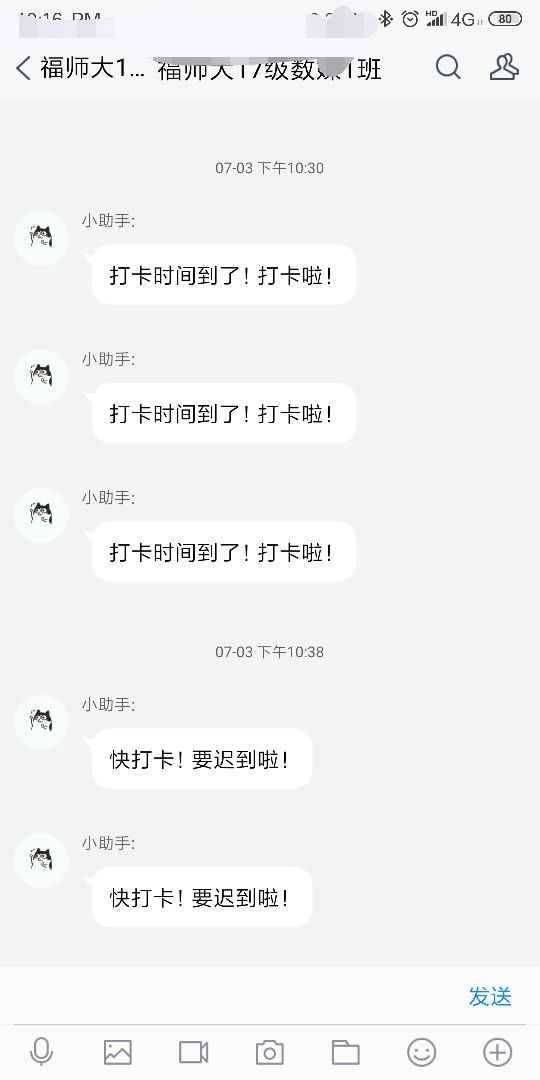 HD 4G 80
福师大1... 福师大17级数媒1班
07-03 下午10:30
小助手:
打卡时间到了! 打卡啦!
小助手:
打卡时间到了! 打卡啦!
小助手:
打卡时间到了! 打卡啦!
07-03 下午10:38
小助手:
快打卡! 要迟到啦!
小助手:
快打卡! 要迟到啦!
发送